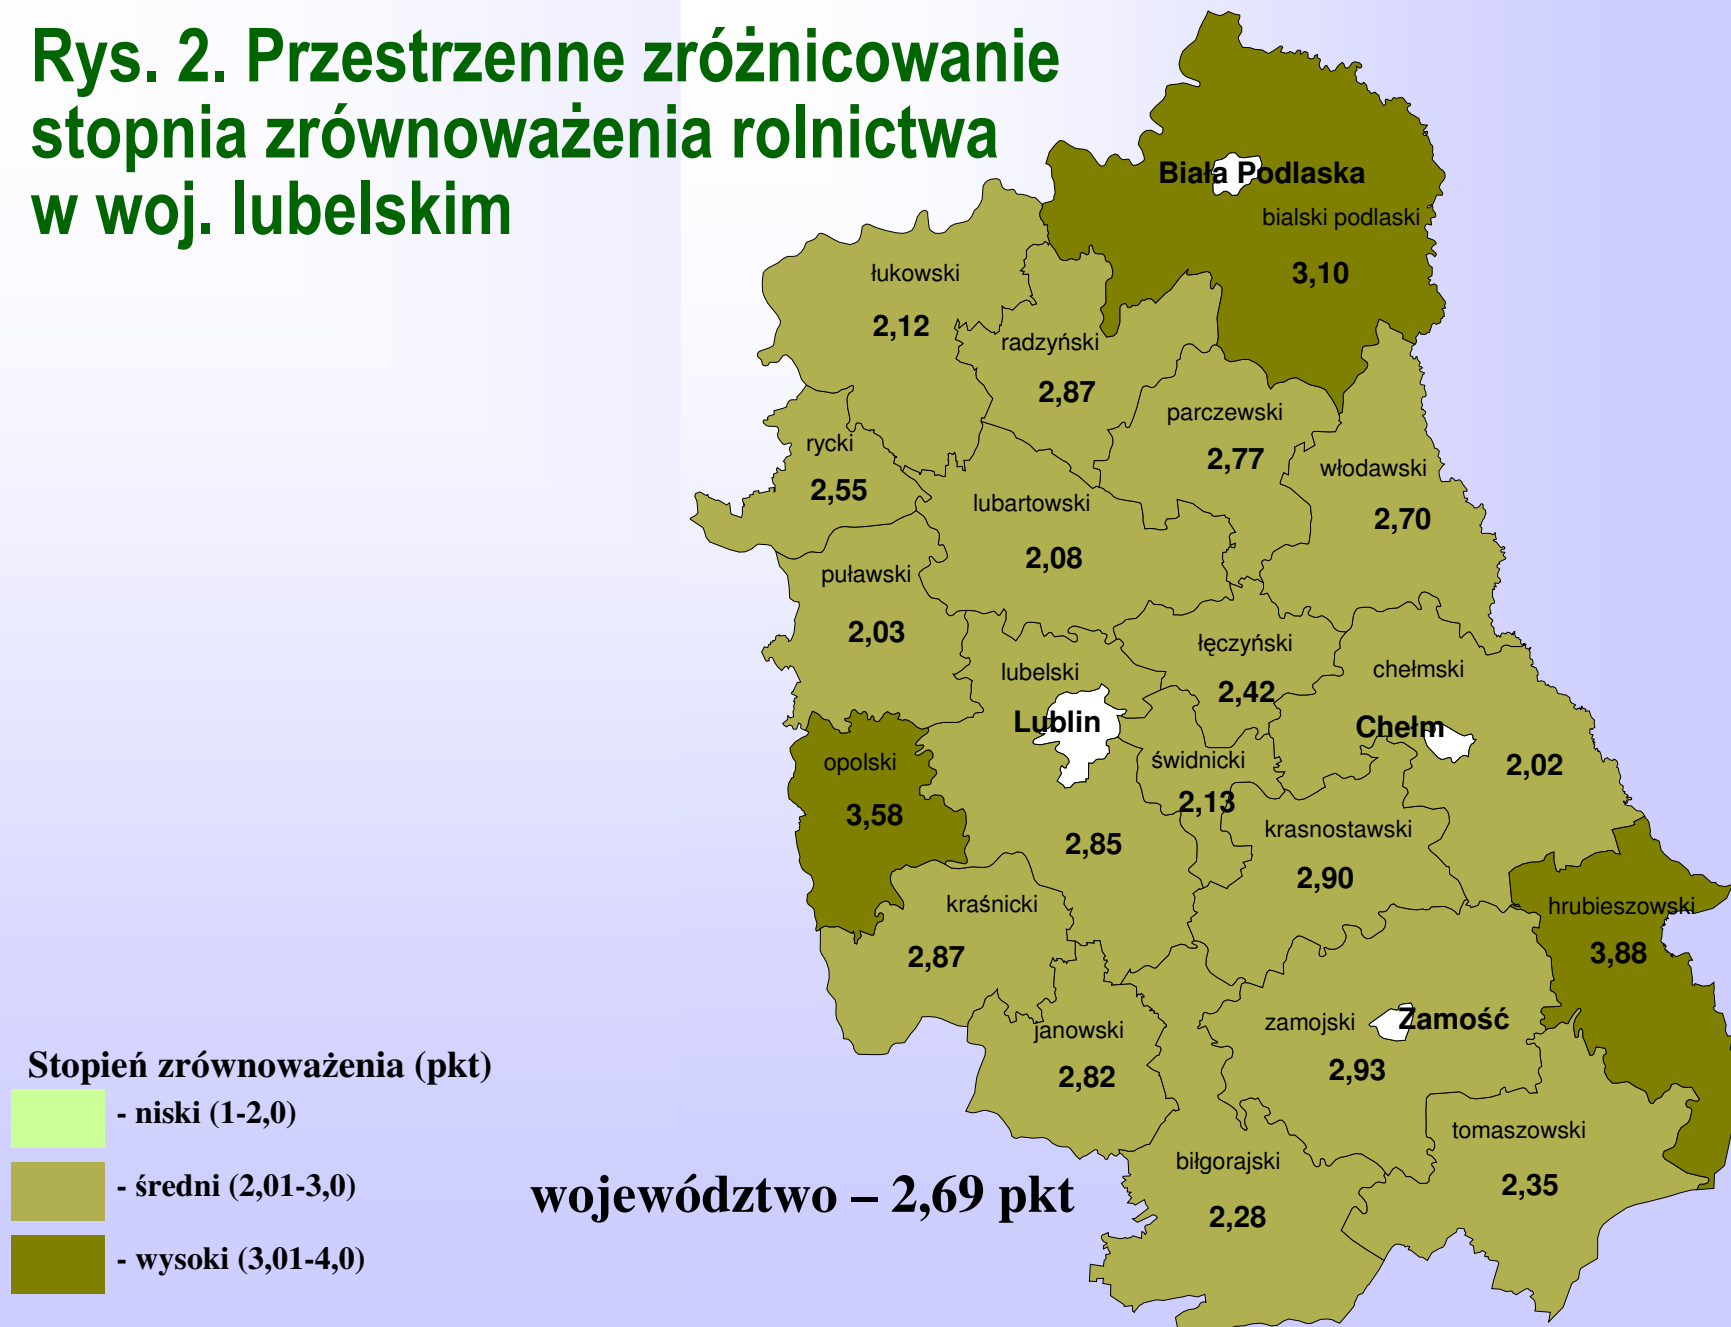 Rys. 2. Przestrzenne zróżnicowanie
stopnia zrównoważenia rolnictwa
w woj. lubelskim
Biała Podlaska
bialski podlaski
3,10
łukowski
2,12
radzyński
2,87
parczewski
2,77
rycki
2,55
włodawski
2,70
lubartowski
2,08
puławski
2,03
łęczyński
2,42
lubelski
Lublin
2,85
chełmski
Chełm
2,02
opolski
3,58
świdnicki
2,13
krasnostawski
2,90
kraśnicki
2,87
hrubieszowski
3,88
janowski
2,82
zamojski
Zamość
2,93
tomaszowski
2,35
biłgorajski
2,28
Stopień zrównoważenia (pkt)
- niski (1-2,0)
- średni (2,01-3,0)
- wysoki (3,01-4,0)
województwo – 2,69 pkt